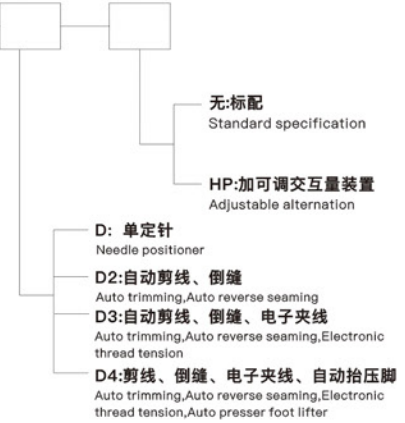 无:标配
Standard specification
HP:加可调交互量装置
Adjustable alternation
D: 单定针
Needle positioner
D2:自动剪线、倒缝
Auto trimming,Auto reverse seaming
D3:自动剪线、倒缝、电子夹线
Auto trimming,Auto reverse seaming,Electronic
thread tension
D4:剪线、倒缝、电子夹线、自动抬压脚
Auto trimming,Auto reverse seaming,Electronic
thread tension,Auto presser foot lifter